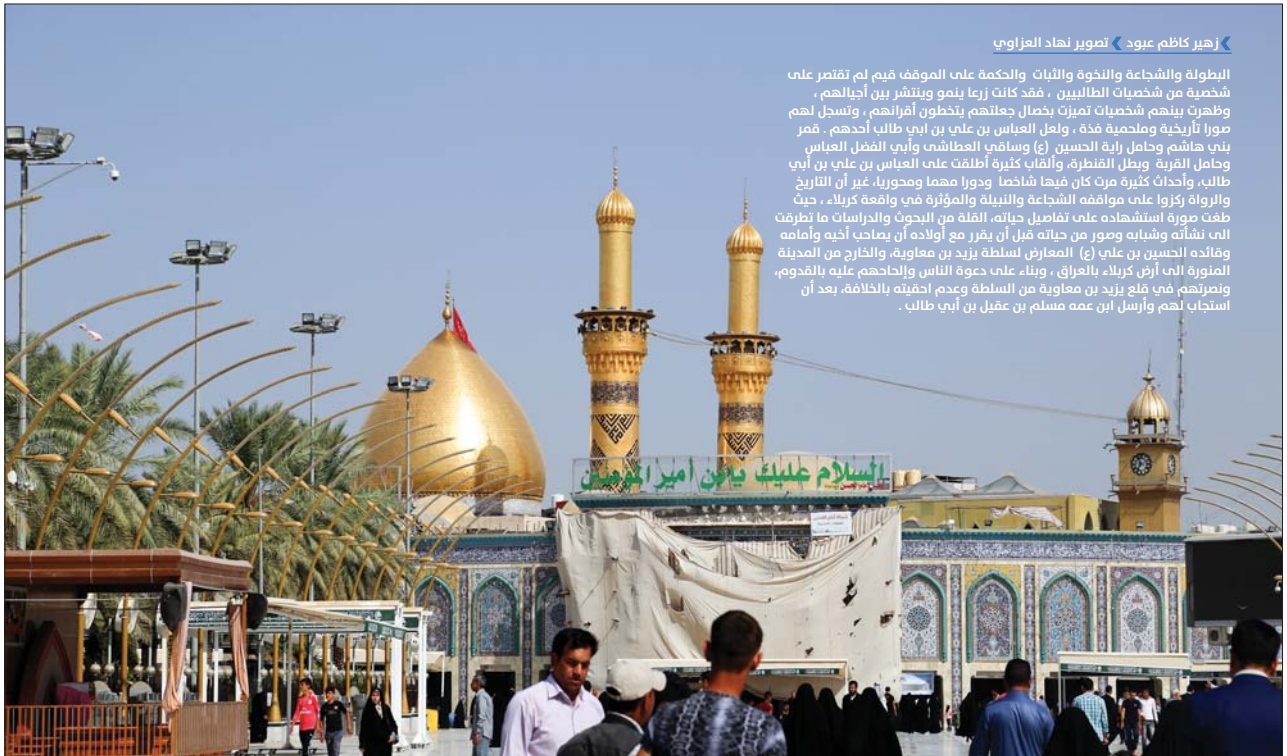 زهير كاظم عبود تصوير نهاد العزاوي
البطولة والشجاعة والنخوة والثبات والحكمة على الموقف قيم لم تقتصر على
شخصية من شخصيات الطالبيين ، فقد كانت زرعا ينمو وينتشر بين أجيالهم ،
وظهرت بينهم شخصيات تميزت بخصال جعلتهم يتخطون أقرانهم ، وتسجل لهم
صورا تأريخية وملحمية فذة ، ولعل العباس بن علي بن ابي طالب أحدهم . قمر
بني هاشم وحامل راية الحسين (ع) وساقي العطاشى وأبي الفضل العباس
وحامل القربة وبطل القنطرة، وألقاب كثيرة أطلقت على العباس بن علي بن أبي
طالب، وأحداث كثيرة مرت كان فيها شاخصا ودورا مهما ومحوريا، غير أن التاريخ
والرواة ركزوا على مواقفه الشجاعة والنبيلة والمؤثرة في واقعة كربلاء ، حيث
طغت صورة استشهاده على تفاصيل حياته، القلة من البحوث والدراسات ما تطرقت
الى نشأته وشبابه وصور من حياته قبل أن يقرر مع أولاده أن يصاحب أخيه وأمامه
وقائده الحسين بن علي (ع) المعارض لسلطة يزيد بن معاوية، والخارج من المدينة
المنورة الى أرض كربلاء بالعراق ، وبناء على دعوة الناس وإلحاحهم عليه بالقدوم،
ونصرتهم في قلع يزيد بن معاوية من السلطة وعدم احقيته بالخلافة، بعد أن
استجاب لهم وأرسل ابن عمه مسلم بن عقيل بن أبي طالب .
السلام عليك يابن أمير المؤمنين